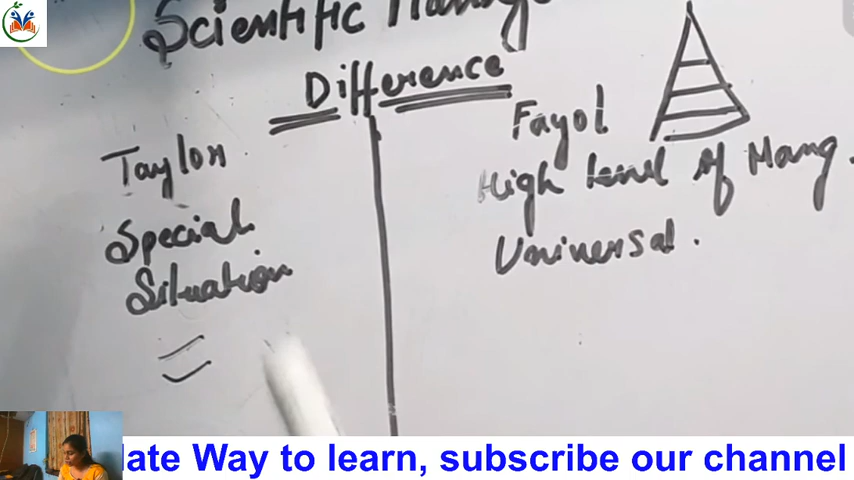 Scientific Manag
Difference
Taylor
Special
Situation
Fayol
High level of Mang.
Universal.
late Way to learn, subscribe our channel